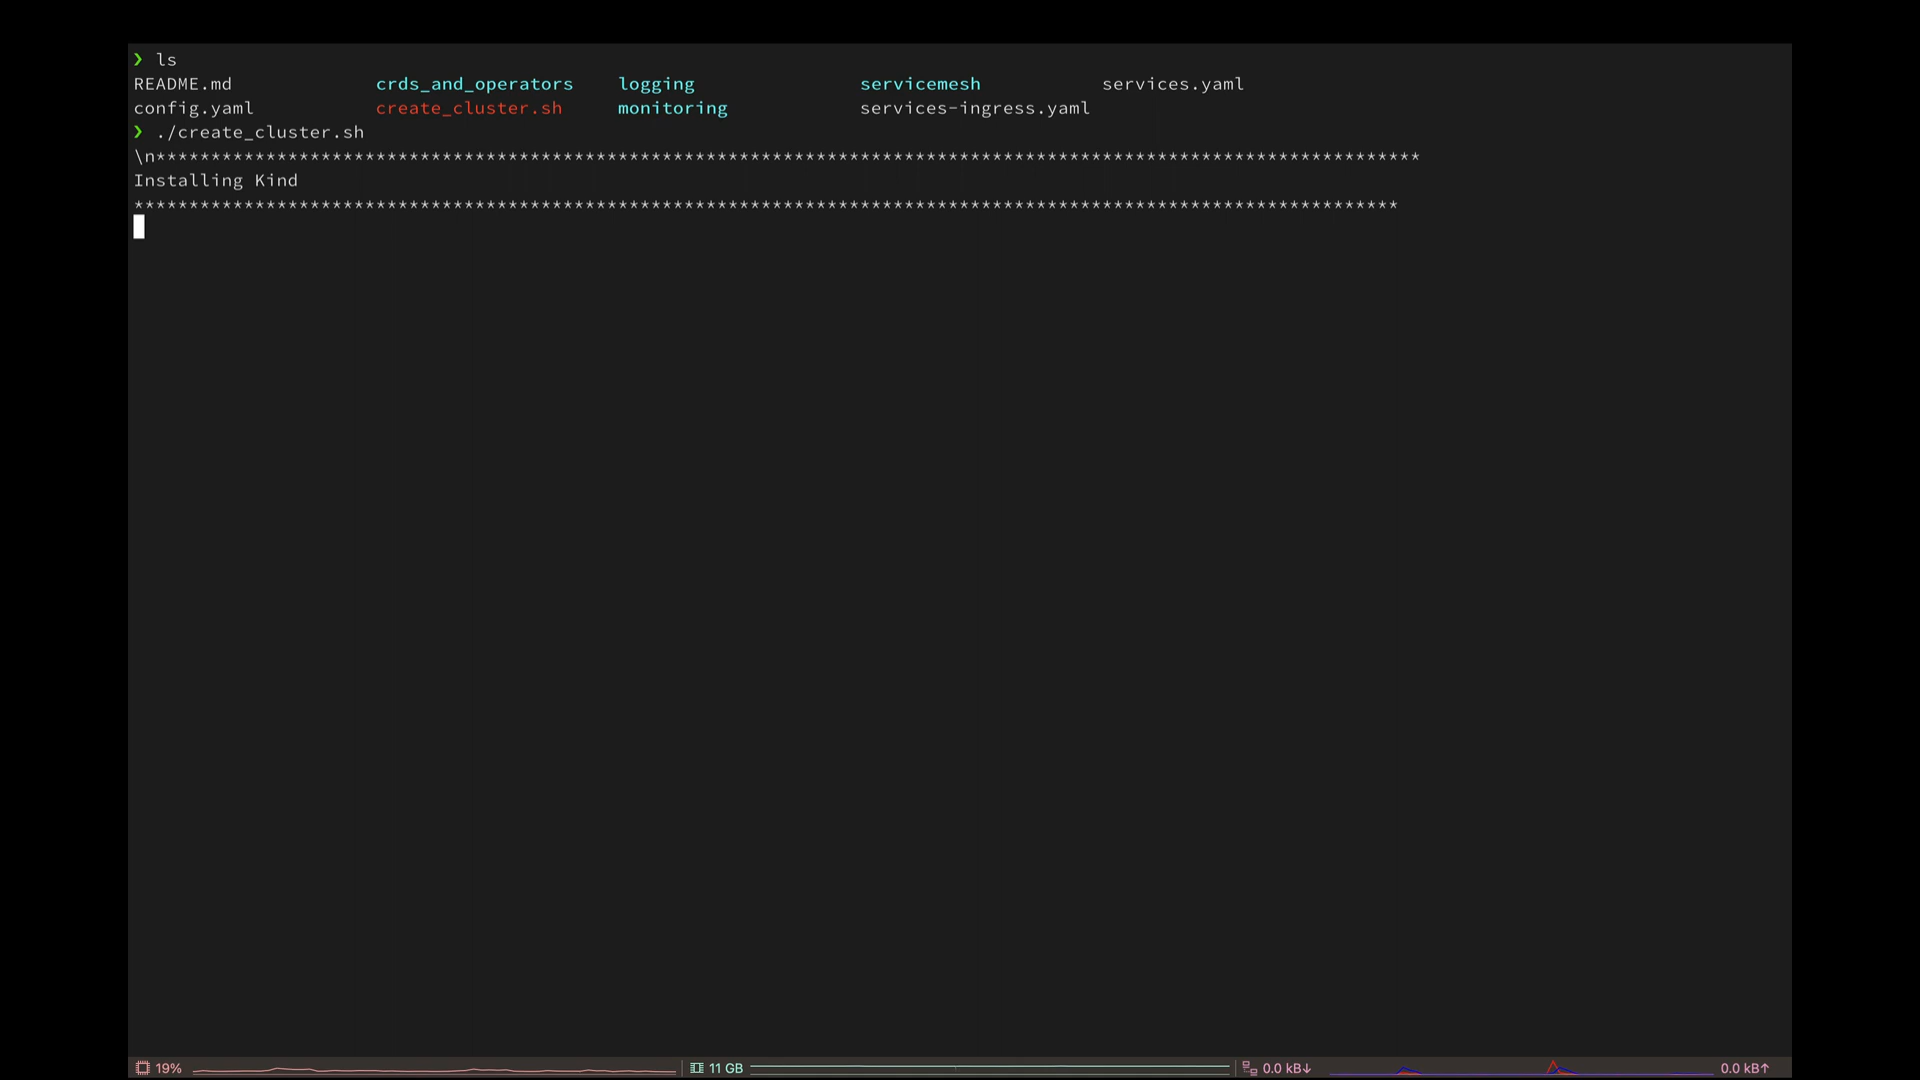 ❯ ls
README.md crds_and_operators logging servicemesh services.yaml
config.yaml create_cluster.sh monitoring services-ingress.yaml
❯ ./create_cluster.sh
\n*******************************************************************************************************************
Installing Kind
*******************************************************************************************************************
19% 11 GB 0.0 kB↓ 0.0 kB↑